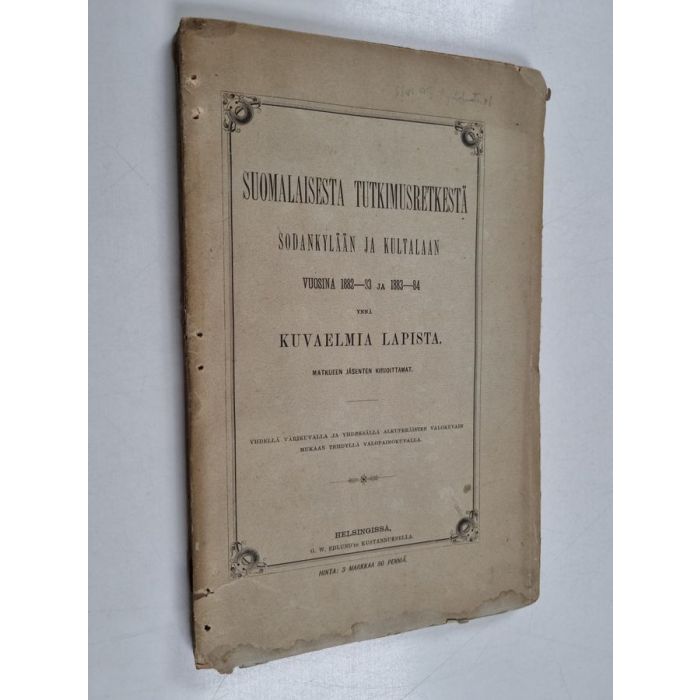 SUOMALAISESTA TUTKIMUSRETKESTÄ
SODANKYLÄÄN JA KULTALAAN
VUOSINA 1882—83 JA 1883—84
YNNÄ
KUVAELMIA LAPISTA.
MATKUEEN JÄSENTEN KIRJOITTAMAT.
YHDELLÄ VÄRIKUVALLA JA YHDEKSÄLLÄ ALKUPERÄISTEN VALOKUVAIN
MUKAAN TEHDYLLÄ VALOPAINOKUVALLA.
HELSINGISSÄ,
G. W. EDLUND'IN KUSTANNUKSELLA.
HINTA: 3 MARKKAA 80 PENNIÄ.